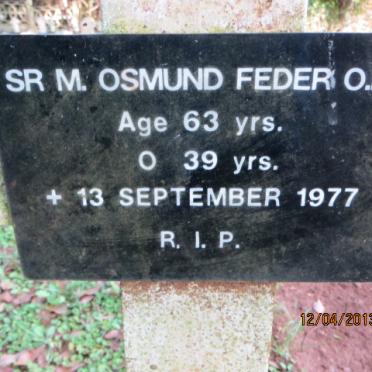 SR M. OSMUND FEDER O.
Age 63 yrs.
O 39 yrs.
+ 13 SEPTEMBER 1977
R. I. P.
12/04/2013